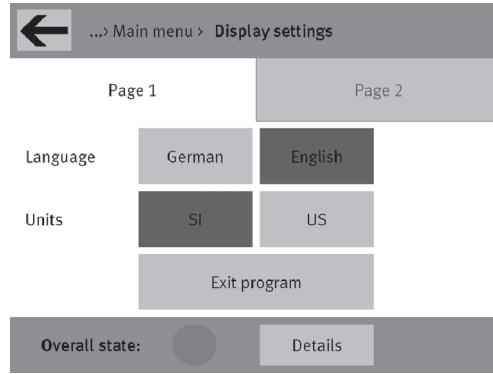 ...> Main menu > Display settings
Page 1 Page 2
Language German English
Units SI US
Exit program
Overall state: Details